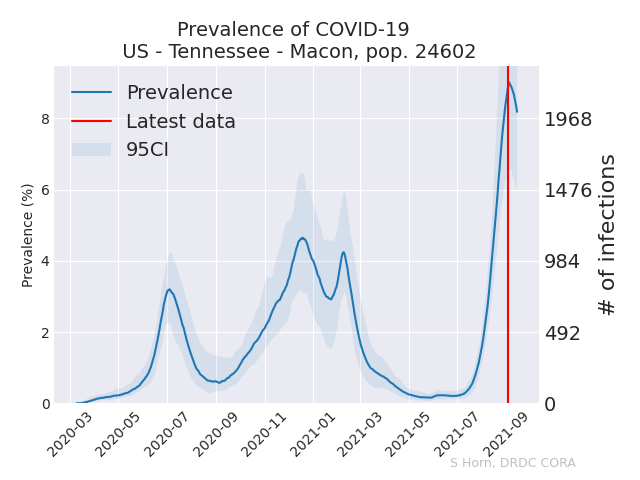 Prevalence of COVID-19
US - Tennessee - Macon, pop. 24602
Prevalence
Latest data
95CI
Prevalence (%)
8
6
4
2
0
1968
1476
984
492
0
# of infections
2020-03
2020-05
2020-07
2020-09
2020-11
2021-01
2021-03
2021-05
2021-07
2021-09
S Horn, DRDC CORA